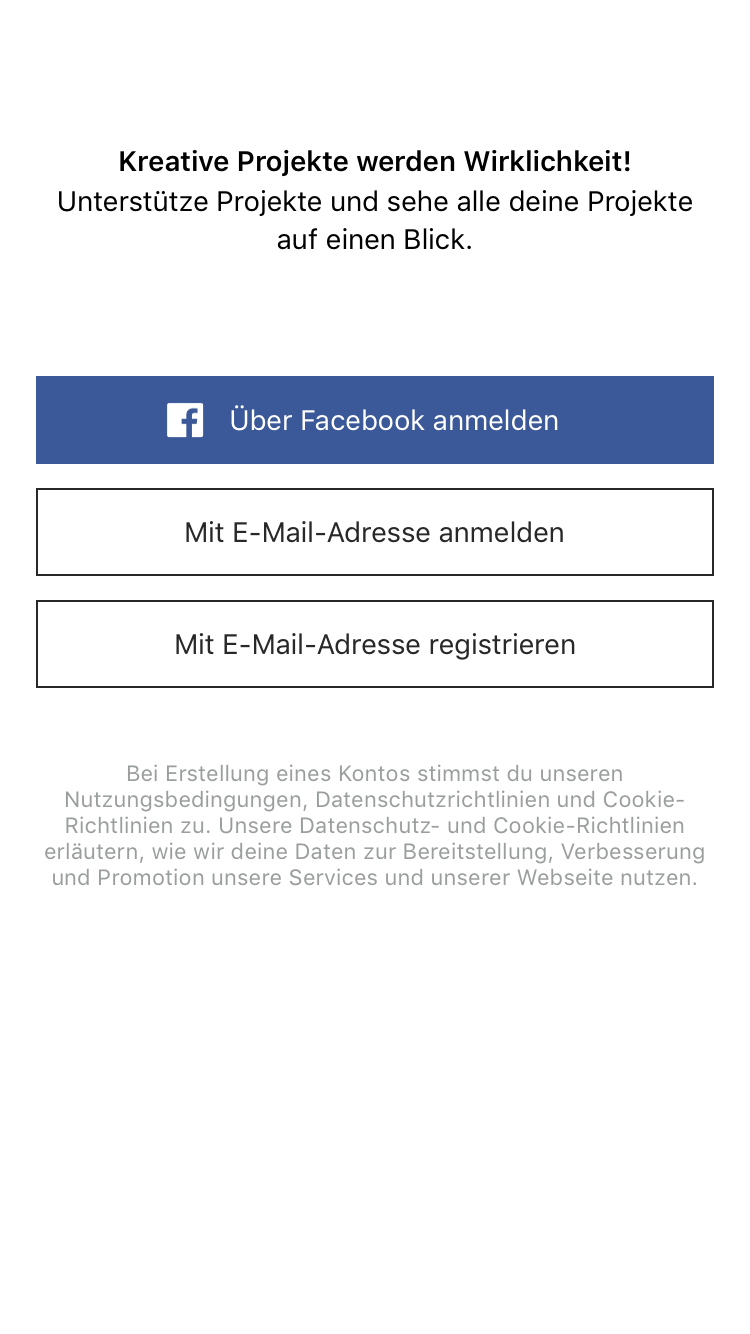 Kreative Projekte werden Wirklichkeit!
Unterstütze Projekte und sehe alle deine Projekte
auf einen Blick.
Über Facebook anmelden
Mit E-Mail-Adresse anmelden
Mit E-Mail-Adresse registrieren
Bei Erstellung eines Kontos stimmst du unseren
Nutzungsbedingungen, Datenschutzrichtlinien und Cookie-
Richtlinien zu. Unsere Datenschutz- und Cookie-Richtlinien
erläutern, wie wir deine Daten zur Bereitstellung, Verbesserung
und Promotion unsere Services und unserer Webseite nutzen.